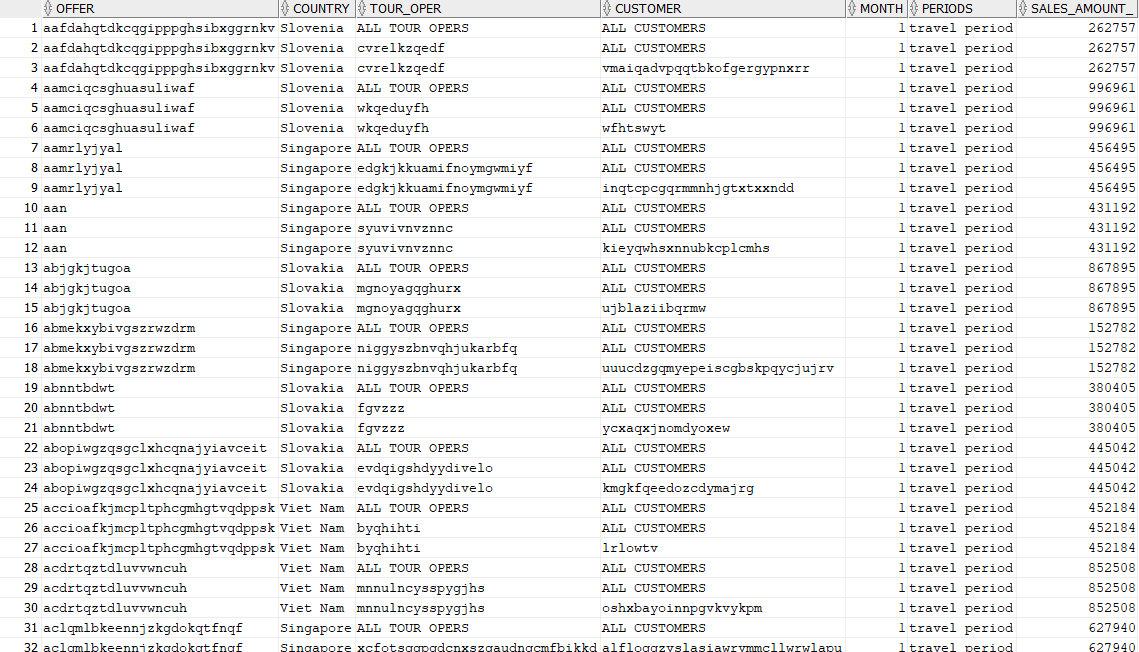 OFFER COUNTRY TOUR_OPER CUSTOMER MONTH PERIODS SALES_AMOUNT_
1 aafdahqtdkcqgipppghsibxggrnkv Slovenia ALL TOUR OPERS ALL CUSTOMERS 1 travel period 262757
2 aafdahqtdkcqgipppghsibxggrnkv Slovenia cvrelkzqedf ALL CUSTOMERS 1 travel period 262757
3 aafdahqtdkcqgipppghsibxggrnkv Slovenia cvrelkzqedf vmaiqadvpqqtbkofgergypnxrr 1 travel period 262757
4 aamciqcsghuasuliwaf Slovenia ALL TOUR OPERS ALL CUSTOMERS 1 travel period 996961
5 aamciqcsghuasuliwaf Slovenia wkqeduyfh ALL CUSTOMERS 1 travel period 996961
6 aamciqcsghuasuliwaf Slovenia wkqeduyfh wfhtswyt 1 travel period 996961
7 aamrlyjyal Singapore ALL TOUR OPERS ALL CUSTOMERS 1 travel period 456495
8 aamrlyjyal Singapore edgkjkkuamifnoymgwmiyf ALL CUSTOMERS 1 travel period 456495
9 aamrlyjyal Singapore edgkjkkuamifnoymgwmiyf inqtcpcgqrmmnhjgtxtxxndd 1 travel period 456495
10 aan Singapore ALL TOUR OPERS ALL CUSTOMERS 1 travel period 431192
11 aan Singapore syuvivnvznnc ALL CUSTOMERS 1 travel period 431192
12 aan Singapore syuvivnvznnc kieyqwhsxnnubkcplcmhs 1 travel period 431192
13 abjgkjtugoa Slovakia ALL TOUR OPERS ALL CUSTOMERS 1 travel period 867895
14 abjgkjtugoa Slovakia mgnoyagqghurx ALL CUSTOMERS 1 travel period 867895
15 abjgkjtugoa Slovakia mgnoyagqghurx ujblaziibqrmw 1 travel period 867895
16 abmekxybivgszrwzdrm Singapore ALL TOUR OPERS ALL CUSTOMERS 1 travel period 152782
17 abmekxybivgszrwzdrm Singapore niggyszbnvqhjukarbfq ALL CUSTOMERS 1 travel period 152782
18 abmekxybivgszrwzdrm Singapore niggyszbnvqhjukarbfq uuucdzgqmyepeiscgbskpqycjujrv 1 travel period 152782
19 abnntbdwt Slovakia ALL TOUR OPERS ALL CUSTOMERS 1 travel period 380405
20 abnntbdwt Slovakia fgvzzz ALL CUSTOMERS 1 travel period 380405
21 abnntbdwt Slovakia fgvzzz ycxaqxjnomdyoxew 1 travel period 380405
22 abopiwgzqsgclxhcqnajyiavceit Slovakia ALL TOUR OPERS ALL CUSTOMERS 1 travel period 445042
23 abopiwgzqsgclxhcqnajyiavceit Slovakia evdqigshdyydivelo ALL CUSTOMERS 1 travel period 445042
24 abopiwgzqsgclxhcqnajyiavceit Slovakia evdqigshdyydivelo kmgkfqeedozcdymajrg 1 travel period 445042
25 accioafkjmcpltphcgmhgtvqdppsk Viet Nam ALL TOUR OPERS ALL CUSTOMERS 1 travel period 452184
26 accioafkjmcpltphcgmhgtvqdppsk Viet Nam byqhihti ALL CUSTOMERS 1 travel period 452184
27 accioafkjmcpltphcgmhgtvqdppsk Viet Nam byqhihti lrlowtv 1 travel period 452184
28 acdrtqztdluvvwncuh Viet Nam ALL TOUR OPERS ALL CUSTOMERS 1 travel period 852508
29 acdrtqztdluvvwncuh Viet Nam mnnulncysspygjhs ALL CUSTOMERS 1 travel period 852508
30 acdrtqztdluvvwncuh Viet Nam mnnulncysspygjhs oshxbayoinnpgvkvykpm 1 travel period 852508
31 aclqmlbkeennjzkgdokqtfnqf Singapore ALL TOUR OPERS ALL CUSTOMERS 1 travel period 627940
32 aclqmlbkeennjzkgdokqtfnqf Singapore 1 travel period 627940